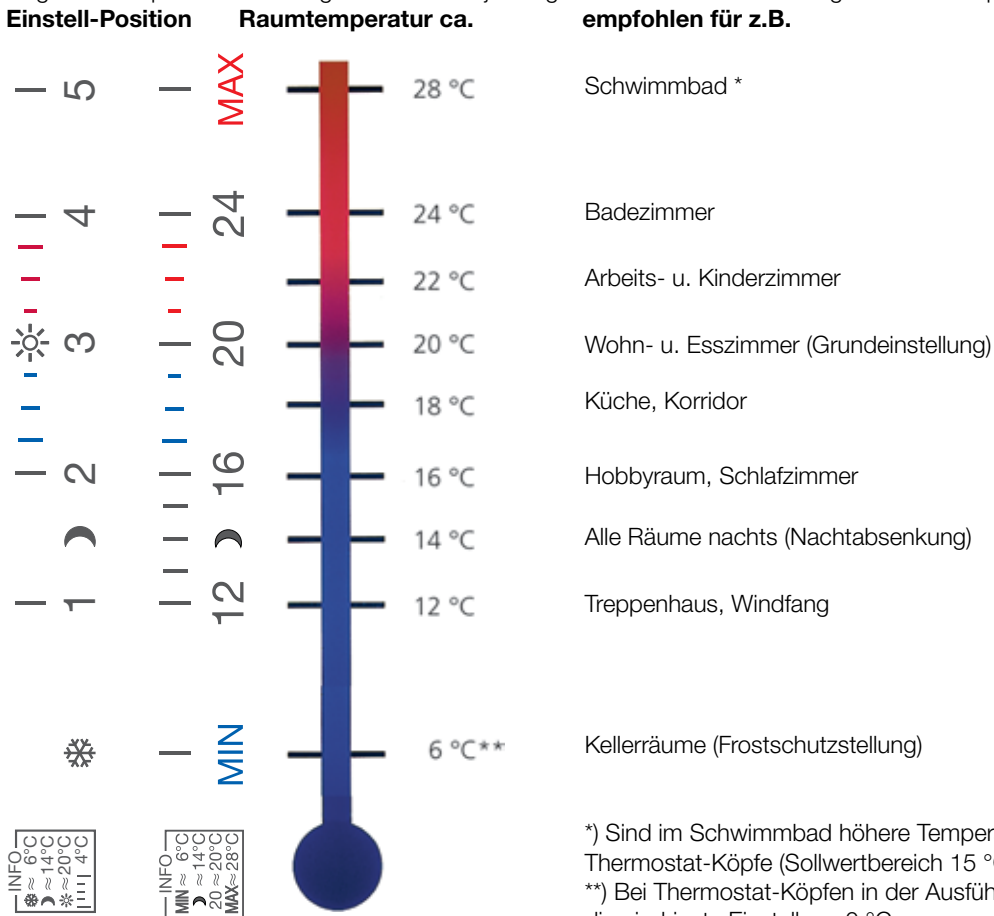 Einstell-Position Raumtemperatur ca. empfohlen für z.B.
5 MAX 28 °C Schwimmbad *
4 24 24 °C Badezimmer
22 °C Arbeits- u. Kinderzimmer
3 20 20 °C Wohn- u. Esszimmer (Grundeinstellung)
18 °C Küche, Korridor
2 16 16 °C Hobbyraum, Schlafzimmer
14 °C Alle Räume nachts (Nachtabsenkung)
1 12 12 °C Treppenhaus, Windfang
MIN 6 °C** Kellerräume (Frostschutzstellung)
INFO
≈ 6°C
≈ 14°C
≈ 20°C
4°C
INFO
MIN ≈ 6°C
≈ 14°C
20 ≈ 20°C
MAX ≈ 28°C
*) Sind im Schwimmbad höhere Temper
Thermostat-Köpfe (Sollwertbereich 15 °
**) Bei Thermostat-Köpfen in der Ausfüh